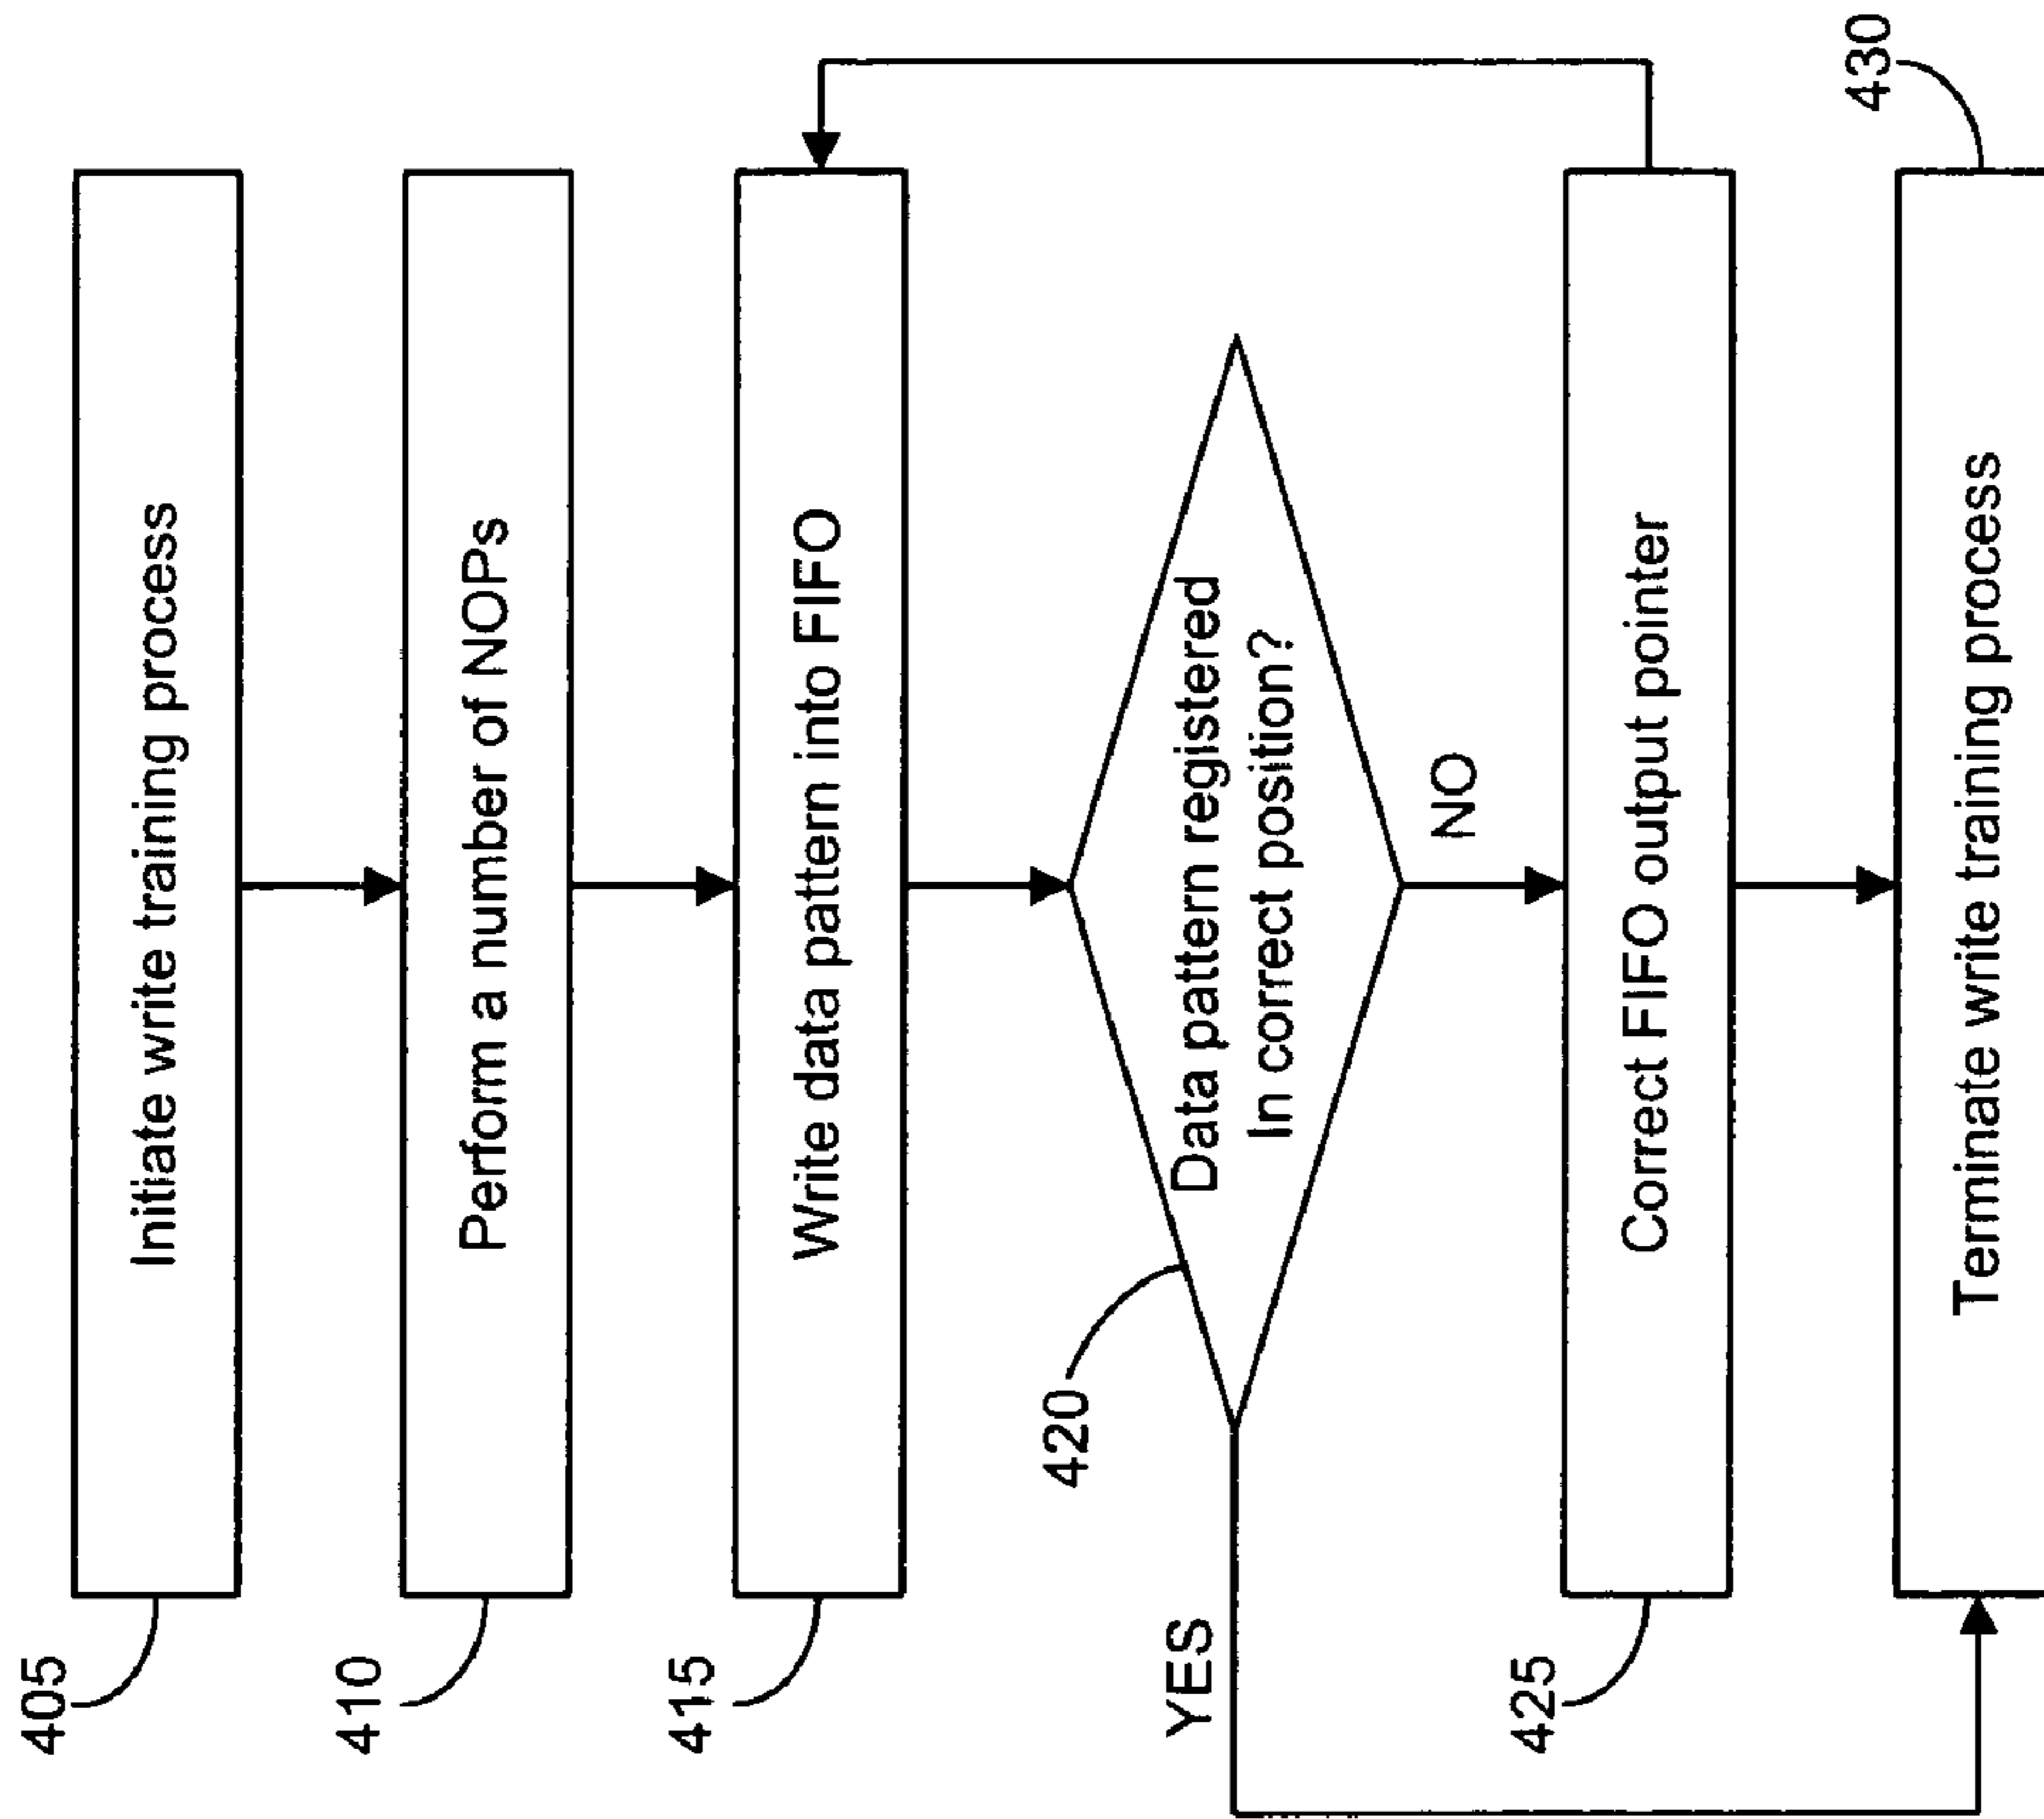 405
Initiate write training process
410
Perform a number of NOPs
415
Write data pattern into FIFO
420
Data pattern registered
In correct position?
YES
NO
425
Correct FIFO output pointer
430
Terminate write training process